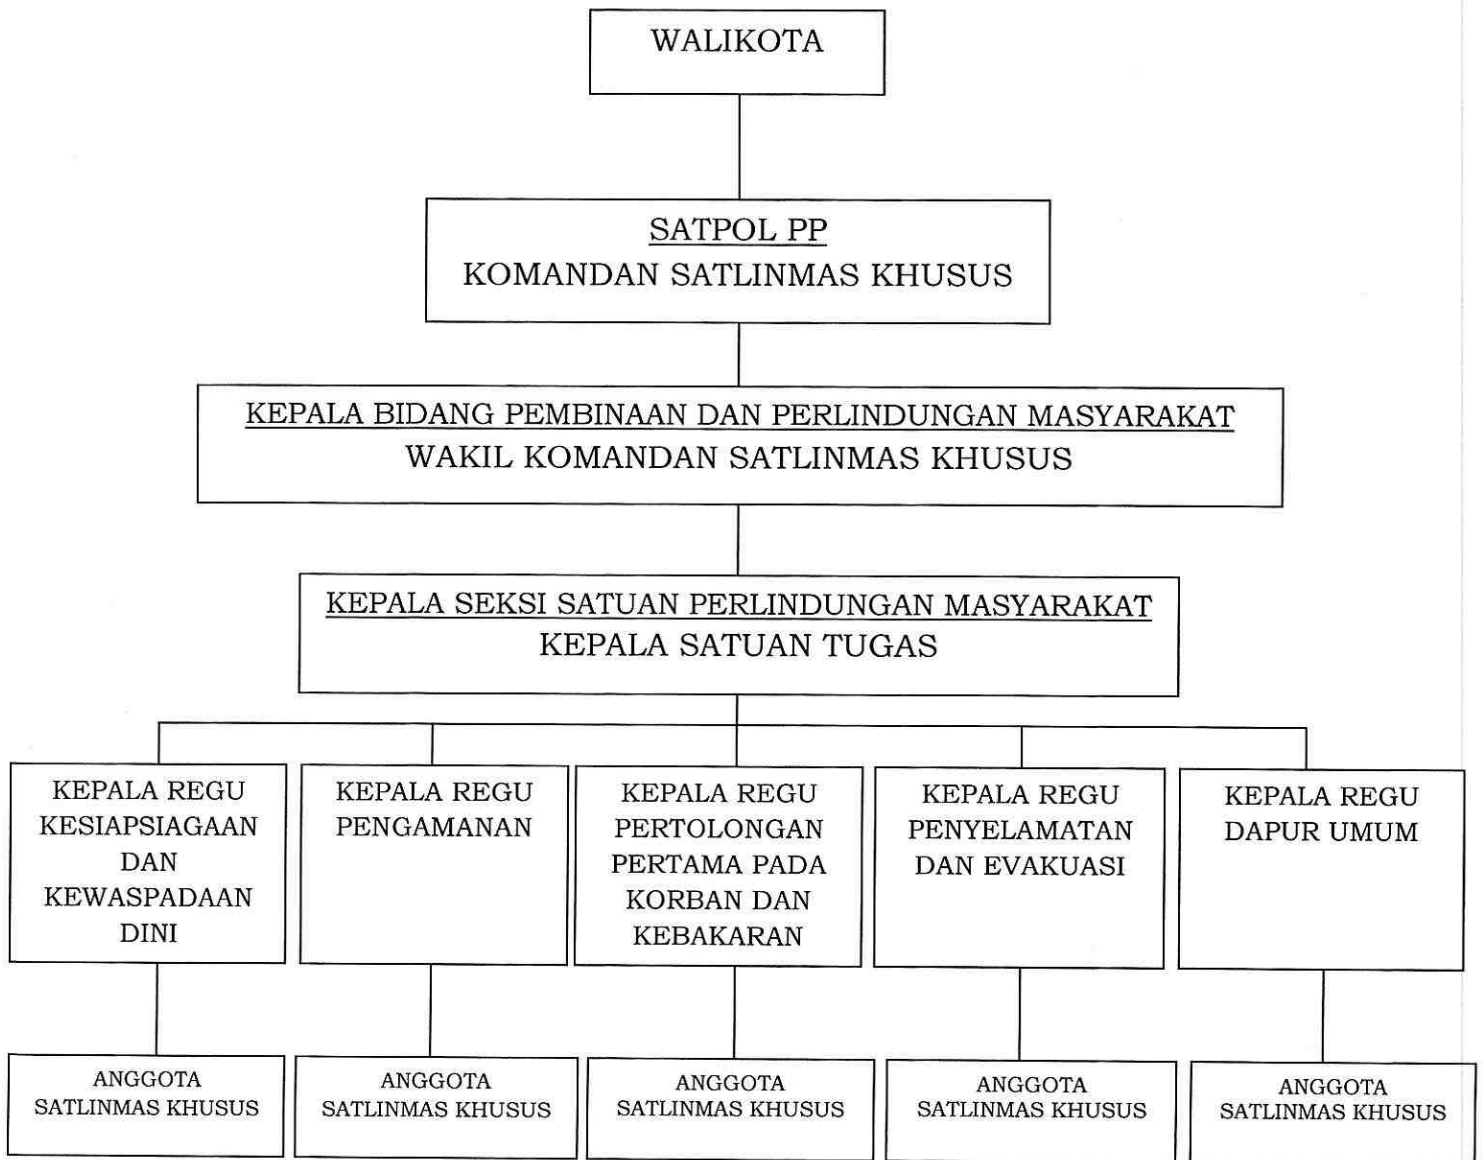 WALIKOTA
SATPOL PP
KOMANDAN SATLINMAS KHUSUS
KEPALA BIDANG PEMBINAAN DAN PERLINDUNGAN MASYARAKAT
WAKIL KOMANDAN SATLINMAS KHUSUS
KEPALA SEKSI SATUAN PERLINDUNGAN MASYARAKAT
KEPALA SATUAN TUGAS
KEPALA REGU
KESIAPSIAGAAN
DAN
KEWASPADAAN
DINI
KEPALA REGU
PENGAMANAN
KEPALA REGU
PERTOLONGAN
PERTAMA PADA
KORBAN DAN
KEBAKARAN
KEPALA REGU
PENYELAMATAN
DAN EVAKUASI
KEPALA REGU
DAPUR UMUM
ANGGOTA
SATLINMAS KHUSUS
ANGGOTA
SATLINMAS KHUSUS
ANGGOTA
SATLINMAS KHUSUS
ANGGOTA
SATLINMAS KHUSUS
ANGGOTA
SATLINMAS KHUSUS